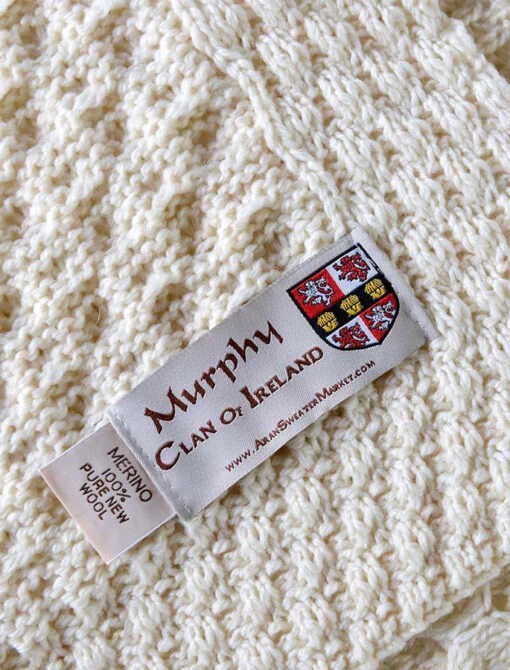 Murphy
Clan Of Ireland
www.AranSweaterMarket.com
MERINO
100%
PURE NEW
WOOL